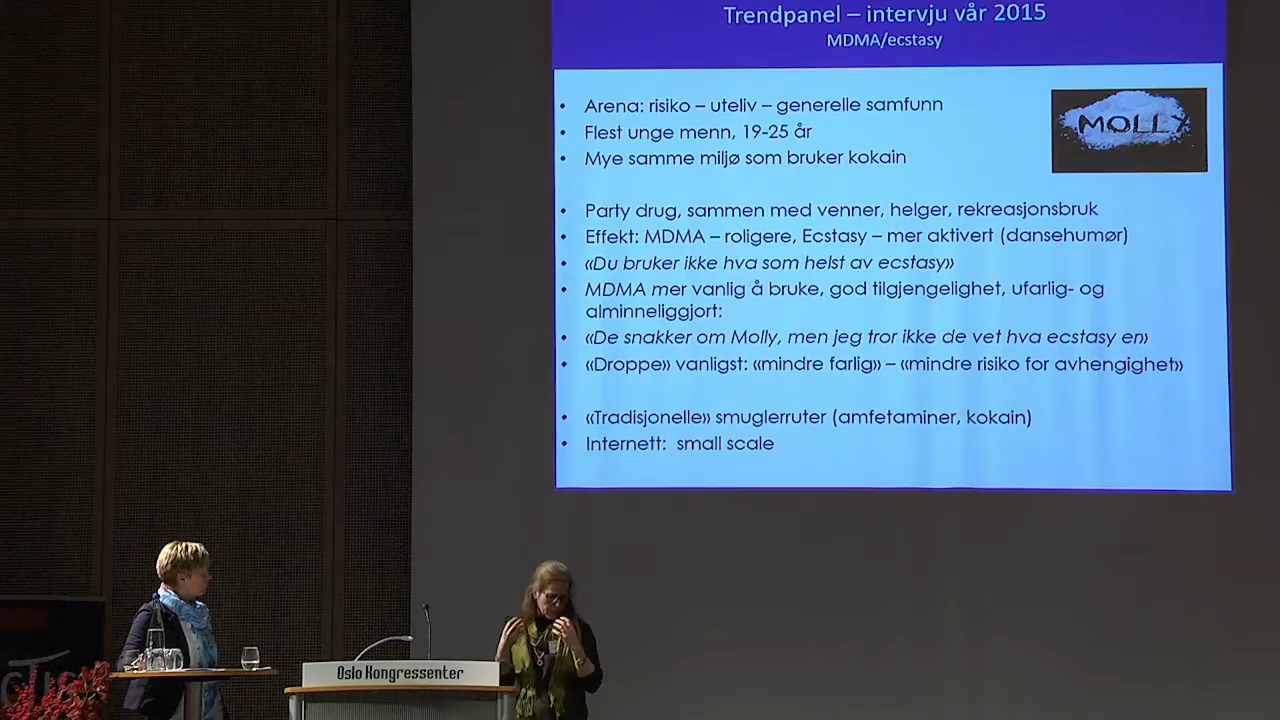 Trendpanel – intervju vår 2015
MDMA/ecstasy
• Arena: risiko – uteliv – generelle samfunn
• Flest unge menn, 19-25 år
• Mye samme miljø som bruker kokain
MOLLY
• Party drug, sammen med venner, helger, rekreasjonsbruk
• Effekt: MDMA – roligere, Ecstasy – mer aktivert (dansehumør)
• «Du bruker ikke hva som helst av ecstasy»
• MDMA mer vanlig å bruke, god tilgjengelighet, ufarlig- og
alminneliggjort:
• «De snakker om Molly, men jeg tror ikke de vet hva ecstasy en»
• «Droppe» vanligst: «mindre farlig» – «mindre risiko for avhengighet»
• «Tradisjonelle» smuglerruter (amfetaminer, kokain)
• Internett: small scale
Oslo Kongressenter